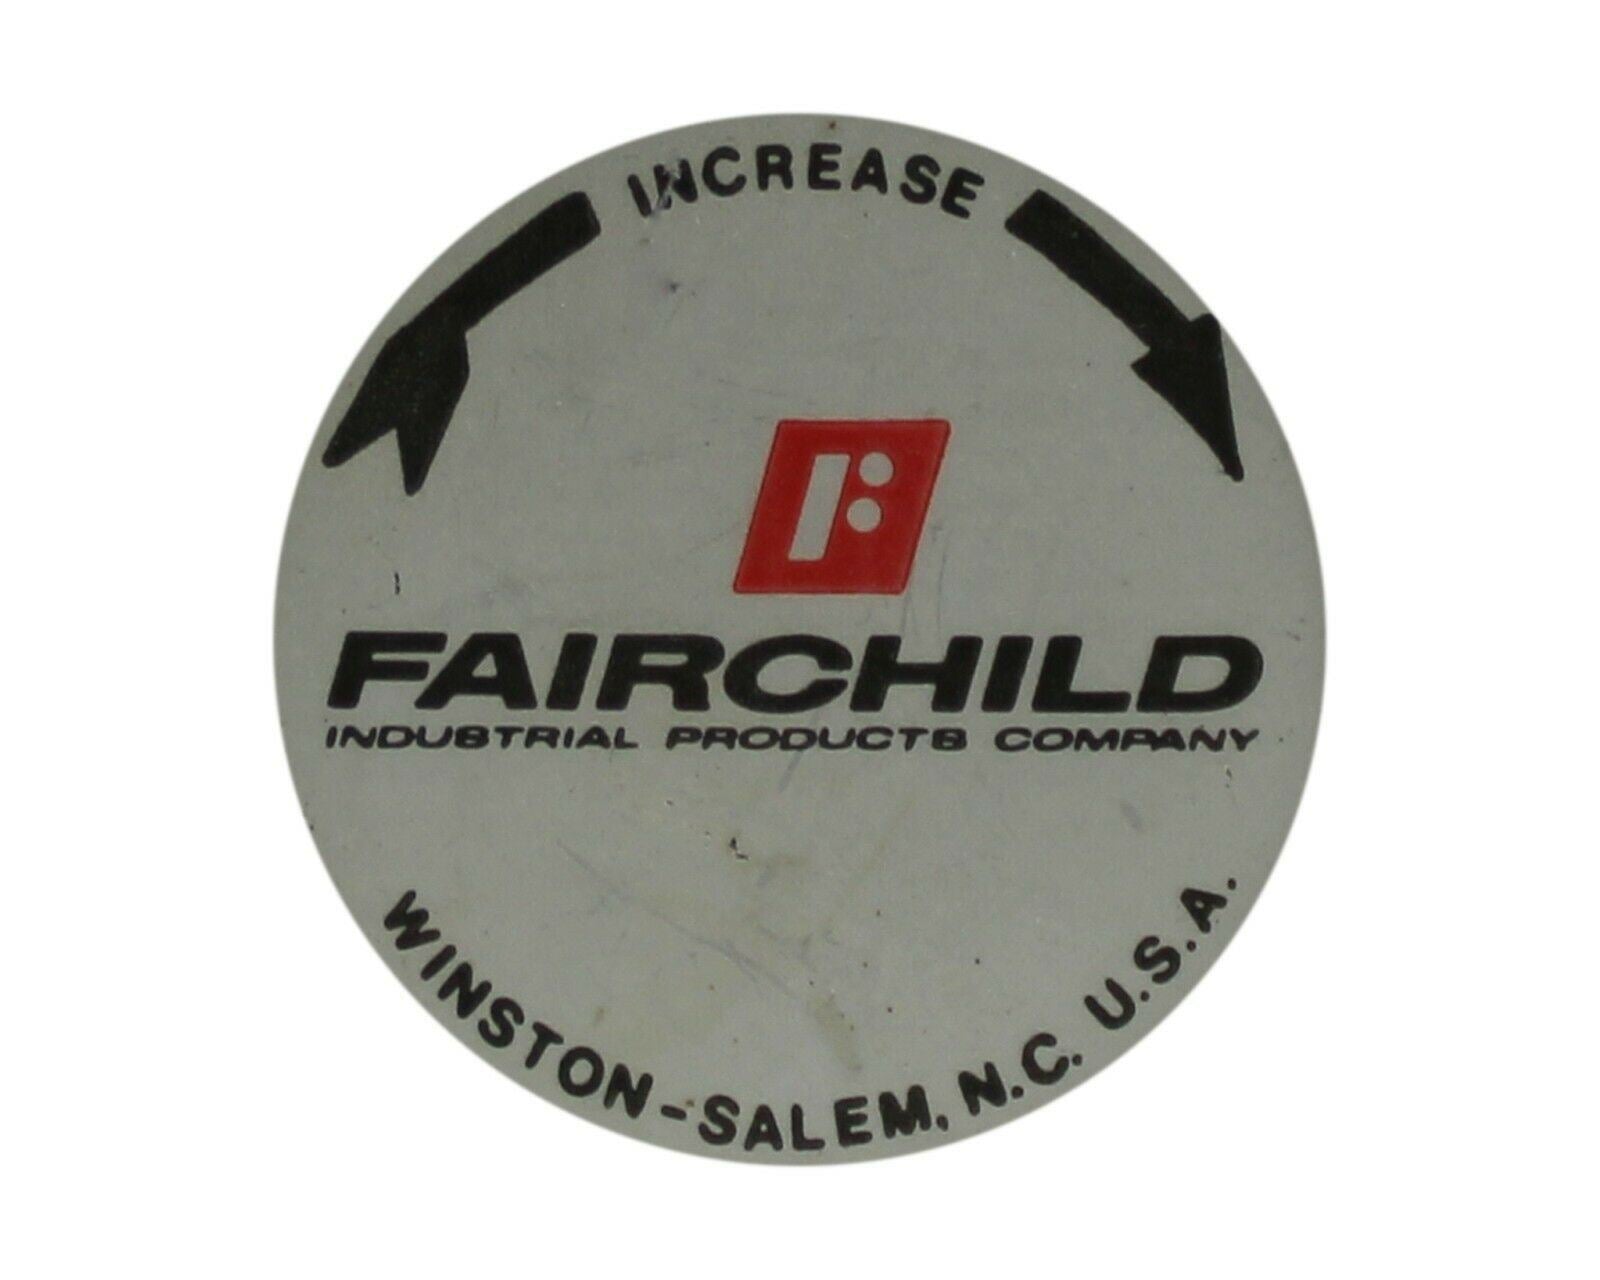 INCREASE
FAIRCHILD
INDUSTRIAL PRODUCTS COMPANY
WINSTON-SALEM, N.C. U.S.A.